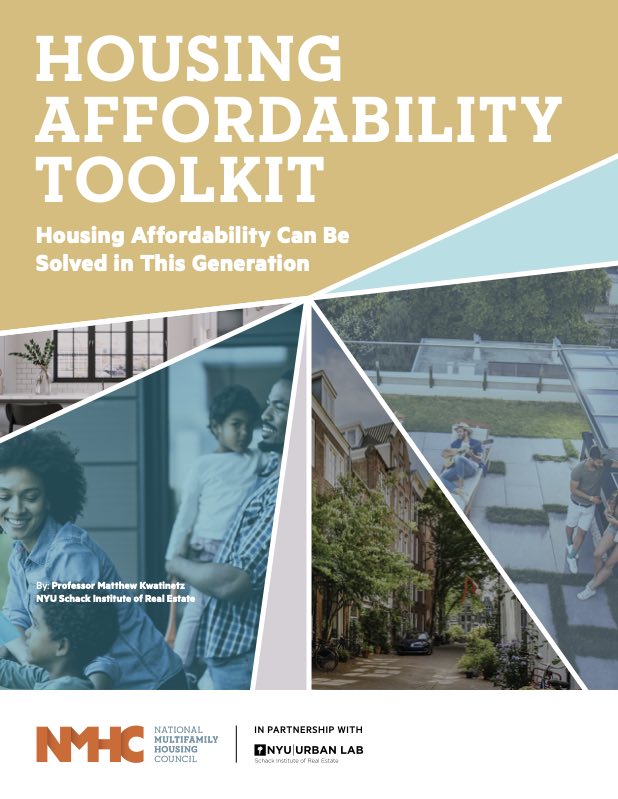 HOUSING
AFFORDABILITY
TOOLKIT
Housing Affordability Can Be
Solved in This Generation
By: Professor Matthew Kwatinetz
NYU Schack Institute of Real Estate
NMHC
NATIONAL
MULTIFAMILY
HOUSING
COUNCIL
IN PARTNERSHIP WITH
NYU|URBAN LAB
Schack Institute of Real Estate